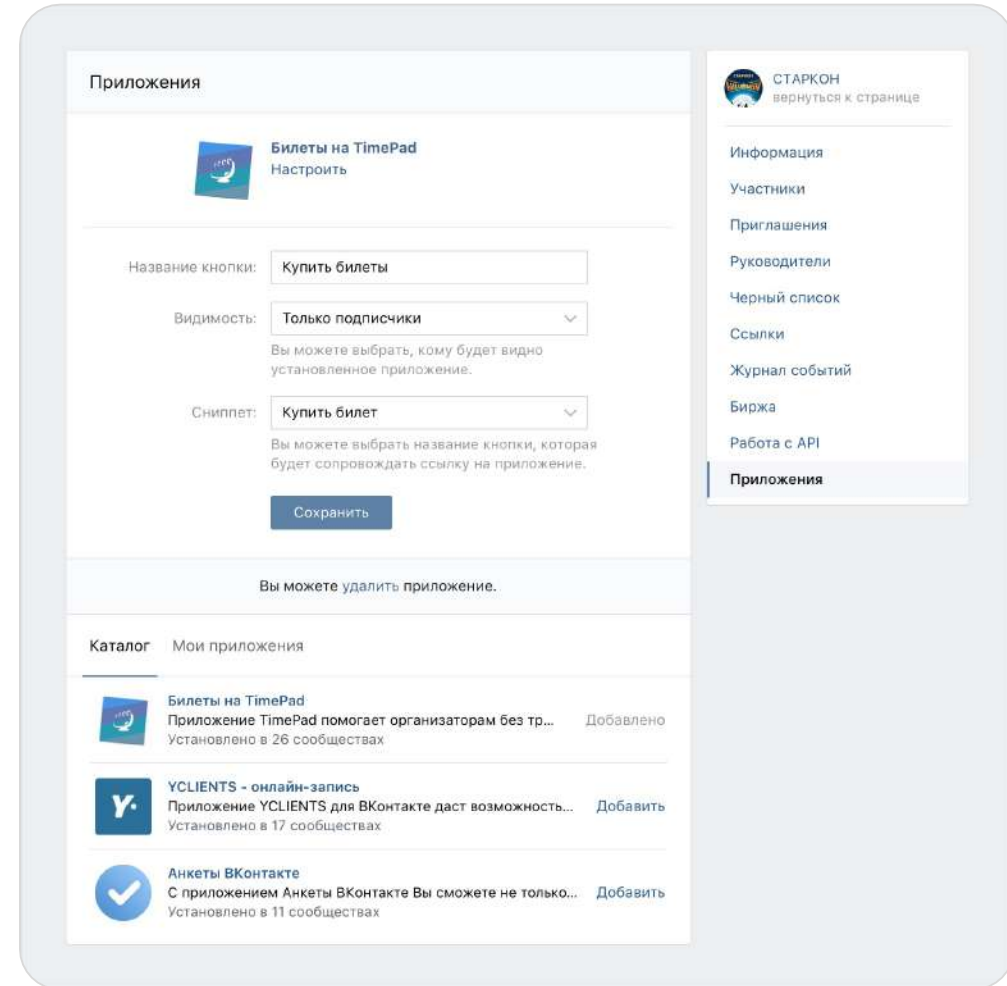 Приложения
Билеты на TimePad
Настроить
Название кнопки: Купить билеты
Видимость: Только подписчики
Вы можете выбрать, кому будет видно
установленное приложение.
Сниппет: Купить билет
Вы можете выбрать название кнопки, которая
будет сопровождать ссылку на приложение.
Сохранить
Вы можете удалить приложение.
Каталог Мои приложения
Билеты на TimePad
Приложение TimePad помогает организаторам без тр... Добавлено
Установлено в 26 сообществах
Y.
YCLIENTS - онлайн-запись
Приложение YCLIENTS для ВКонтакте даст возможность... Добавить
Установлено в 17 сообществах
Анкеты ВКонтакте
С приложением Анкеты ВКонтакте Вы сможете не только... Добавить
Установлено в 11 сообществах
СТАРКОН
вернуться к странице
Информация
Участники
Приглашения
Руководители
Черный список
Ссылки
Журнал событий
Биржа
Работа с API
Приложения